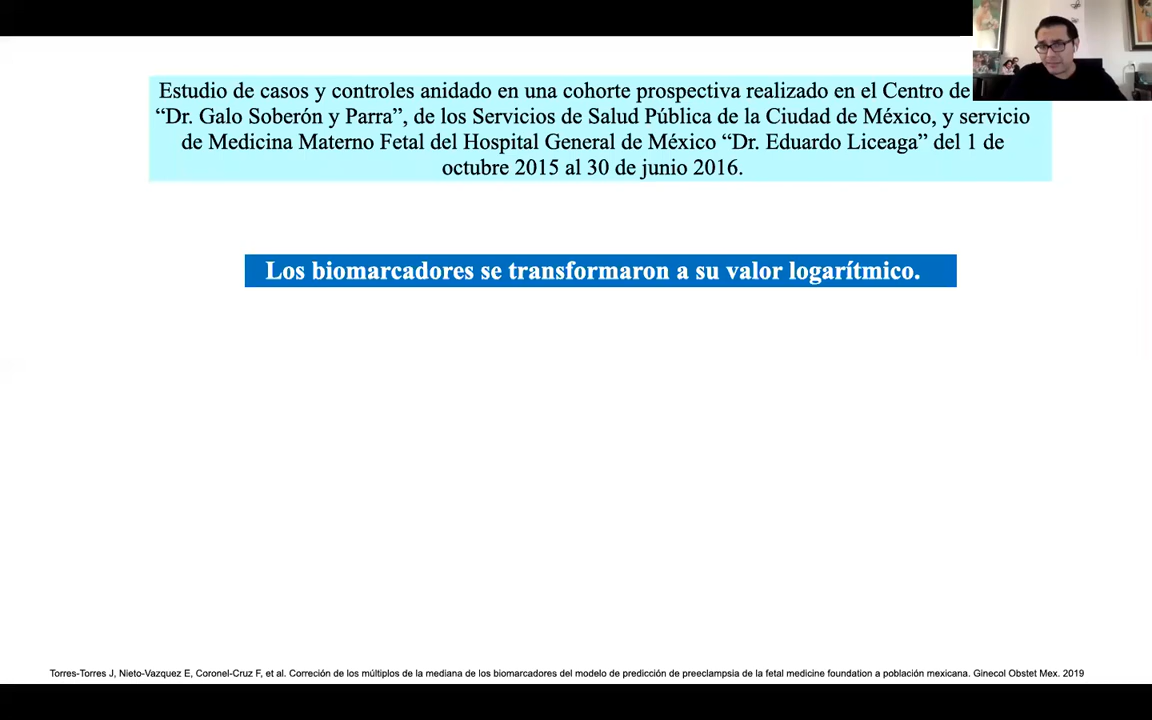 Estudio de casos y controles anidado en una cohorte prospectiva realizado en el Centro de
“Dr. Galo Soberón y Parra”, de los Servicios de Salud Pública de la Ciudad de México, y servicio
de Medicina Materno Fetal del Hospital General de México “Dr. Eduardo Liceaga” del 1 de
octubre 2015 al 30 de junio 2016.
Los biomarcadores se transformaron a su valor logarítmico.
Torres-Torres J, Nieto-Vazquez E, Coronel-Cruz F, et al. Correción de los múltiplos de la mediana de los biomarcadores del modelo de predicción de preeclampsia de la fetal medicine foundation a población mexicana. Ginecol Obstet Mex. 2019